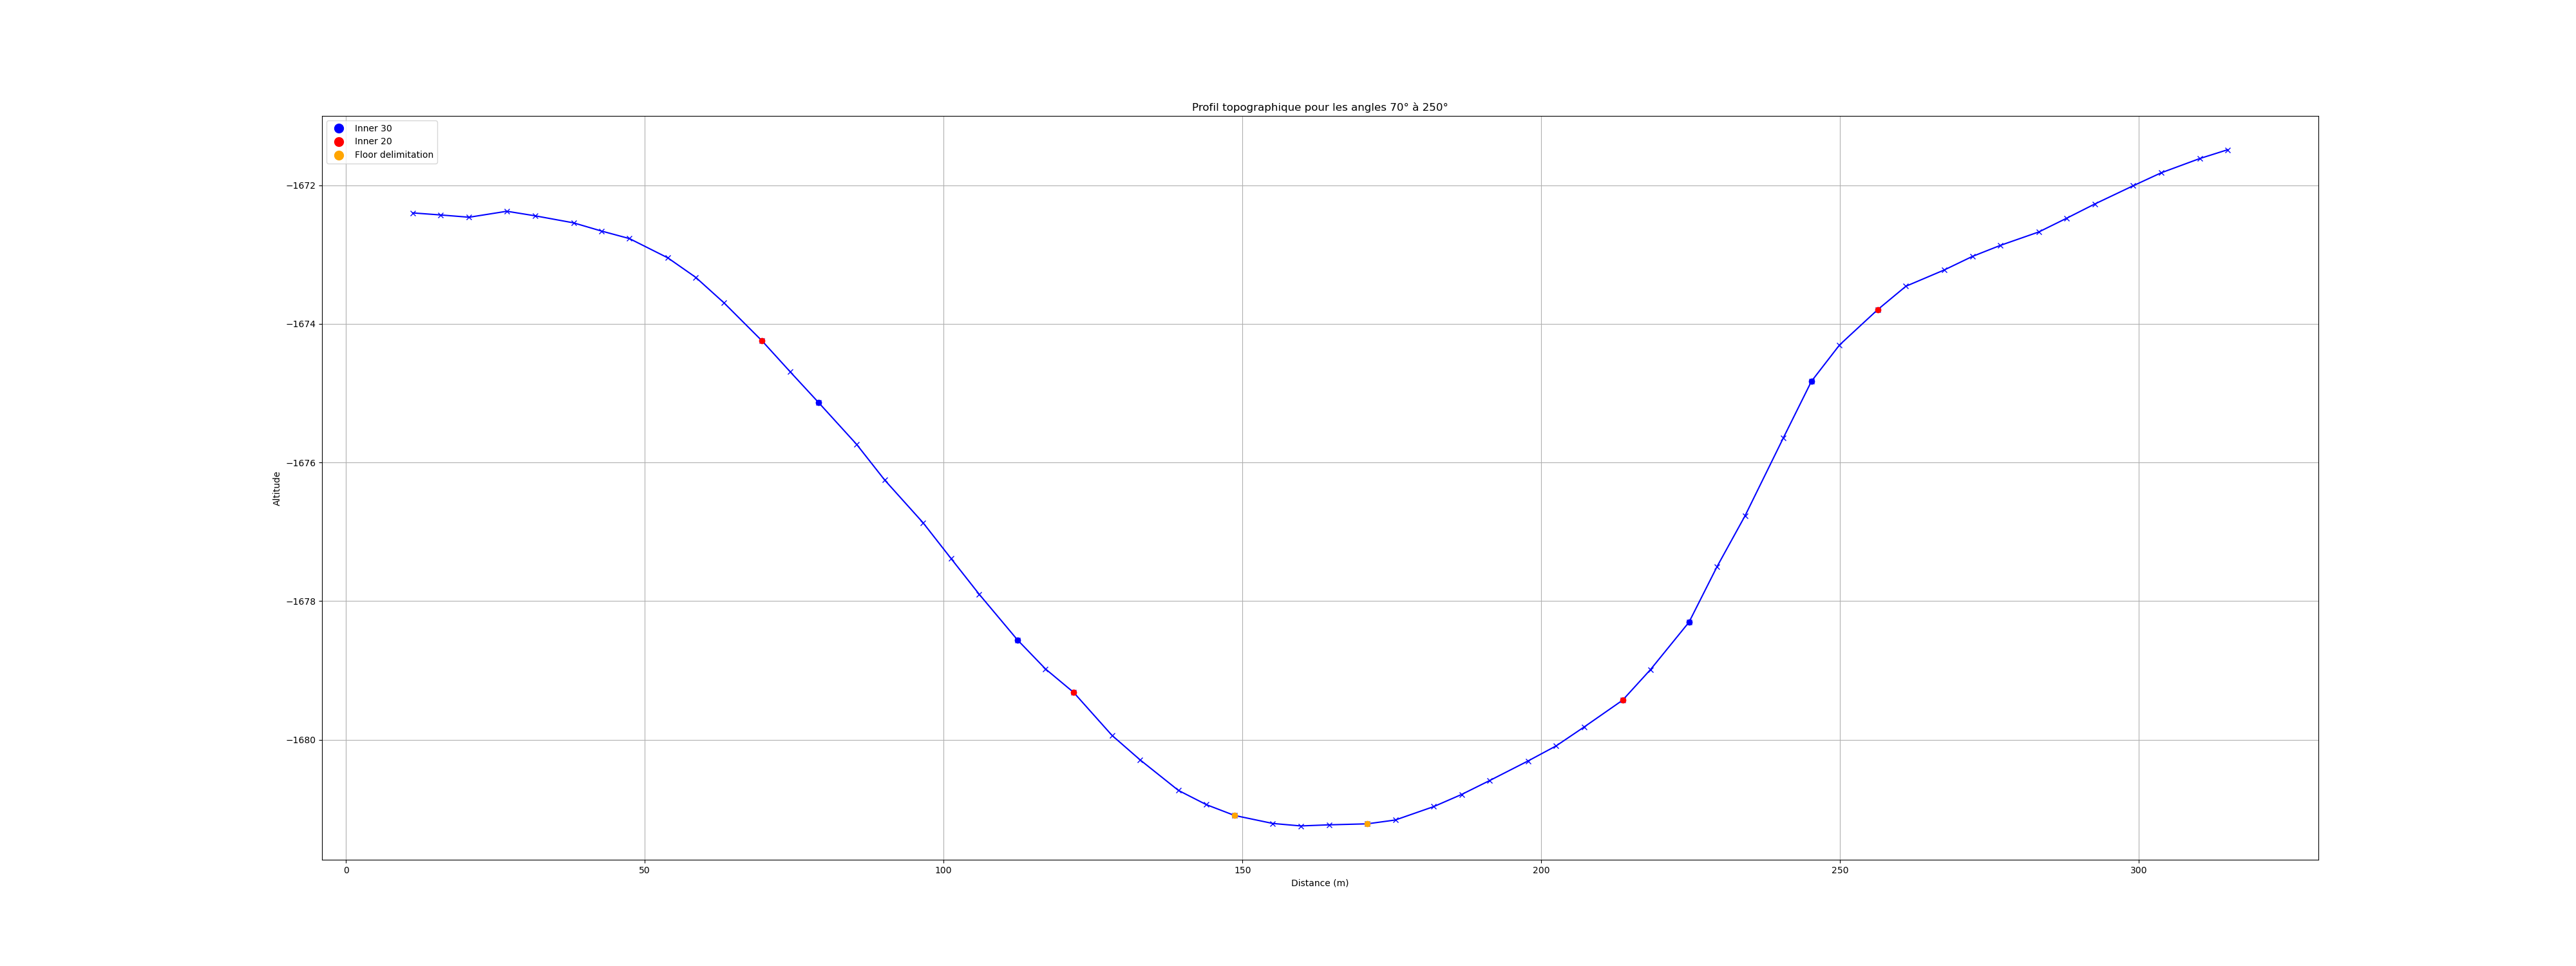 Profil topographique pour les angles 70° à 250°
Inner 30
Inner 20
Floor delimitation
−1672
−1674
−1676
−1678
−1680
Altitude
0 50 100 150 200 250 300
Distance (m)